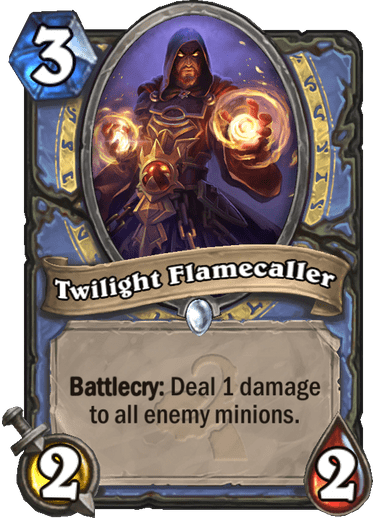 3
Twilight Flamecaller
Battlecry: Deal 1 damage
to all enemy minions.
2
2